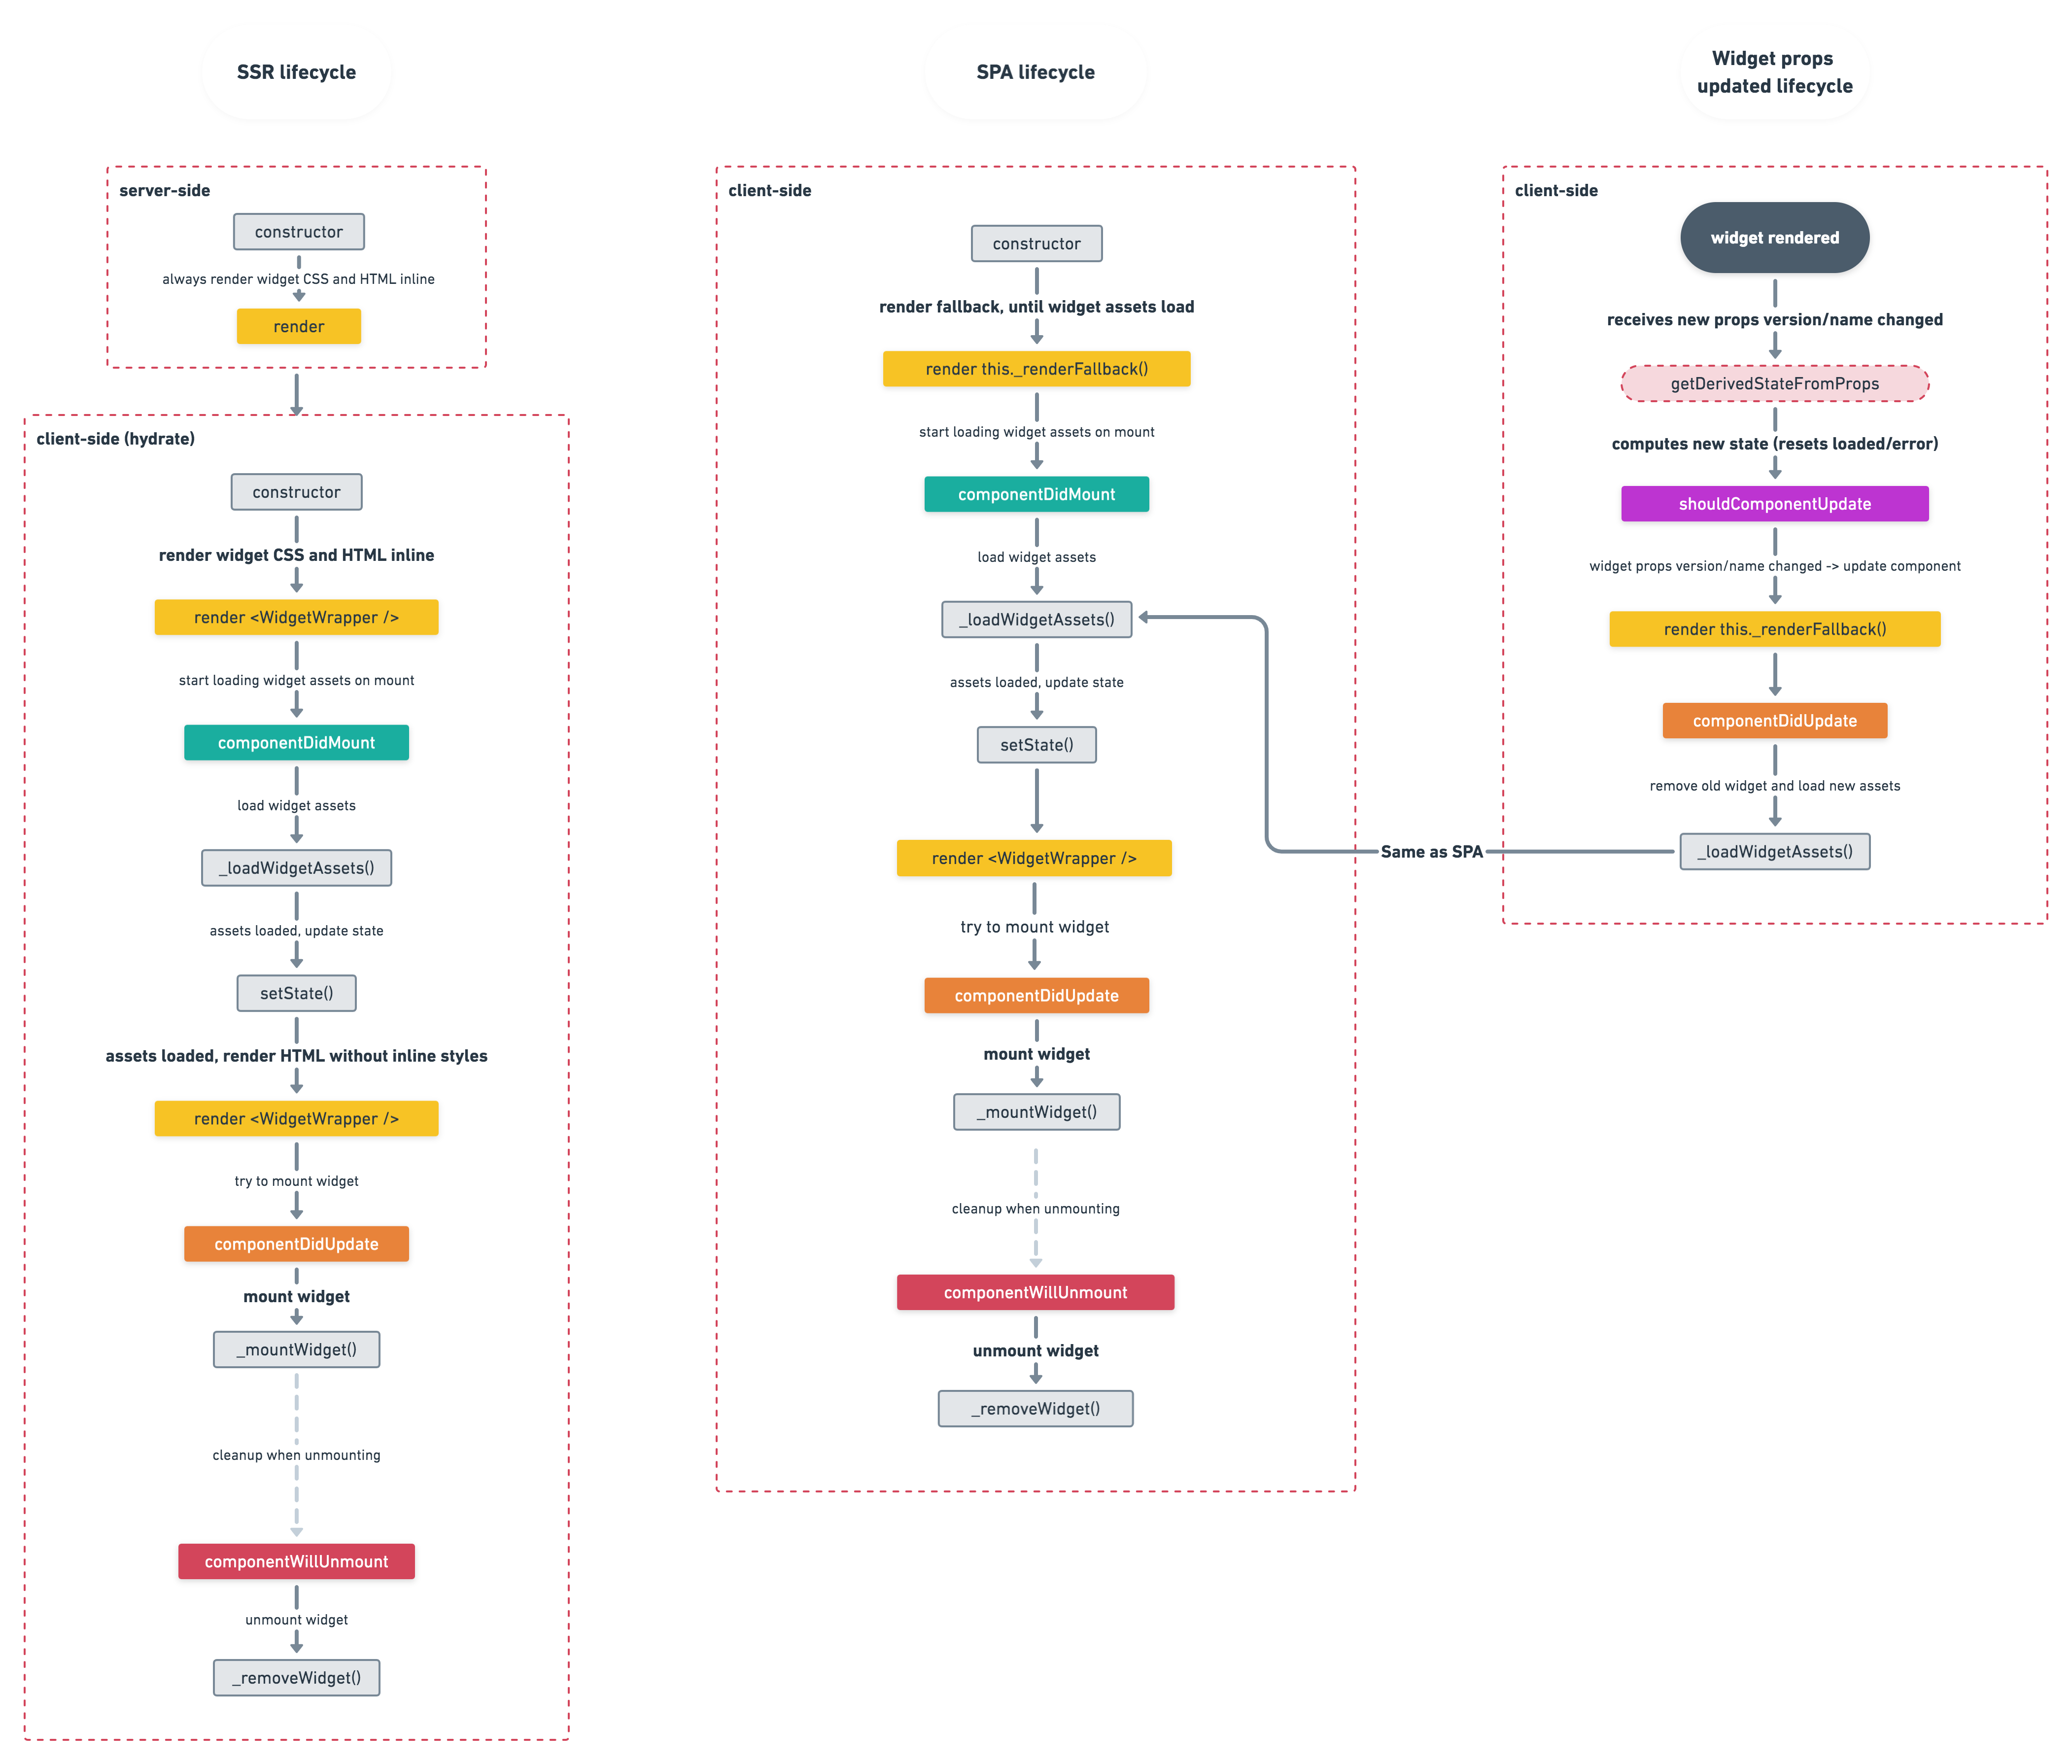 SSR lifecycle
server-side
constructor
always render widget CSS and HTML inline
render
client-side (hydrate)
constructor
render widget CSS and HTML inline
render <WidgetWrapper />
start loading widget assets on mount
componentDidMount
load widget assets
_loadWidgetAssets()
assets loaded, update state
setState()
assets loaded, render HTML without inline styles
render <WidgetWrapper />
try to mount widget
componentDidUpdate
mount widget
_mountWidget()
cleanup when unmounting
componentWillUnmount
unmount widget
_removeWidget()
SPA lifecycle
client-side
constructor
render fallback, until widget assets load
render this._renderFallback()
start loading widget assets on mount
componentDidMount
load widget assets
_loadWidgetAssets()
assets loaded, update state
setState()
render <WidgetWrapper />
try to mount widget
componentDidUpdate
mount widget
_mountWidget()
cleanup when unmounting
componentWillUnmount
unmount widget
_removeWidget()
Widget props
updated lifecycle
client-side
widget rendered
receives new props version/name changed
getDerivedStateFromProps
computes new state (resets loaded/error)
shouldComponentUpdate
widget props version/name changed -> update component
render this._renderFallback()
componentDidUpdate
remove old widget and load new assets
_loadWidgetAssets()
Same as SPA